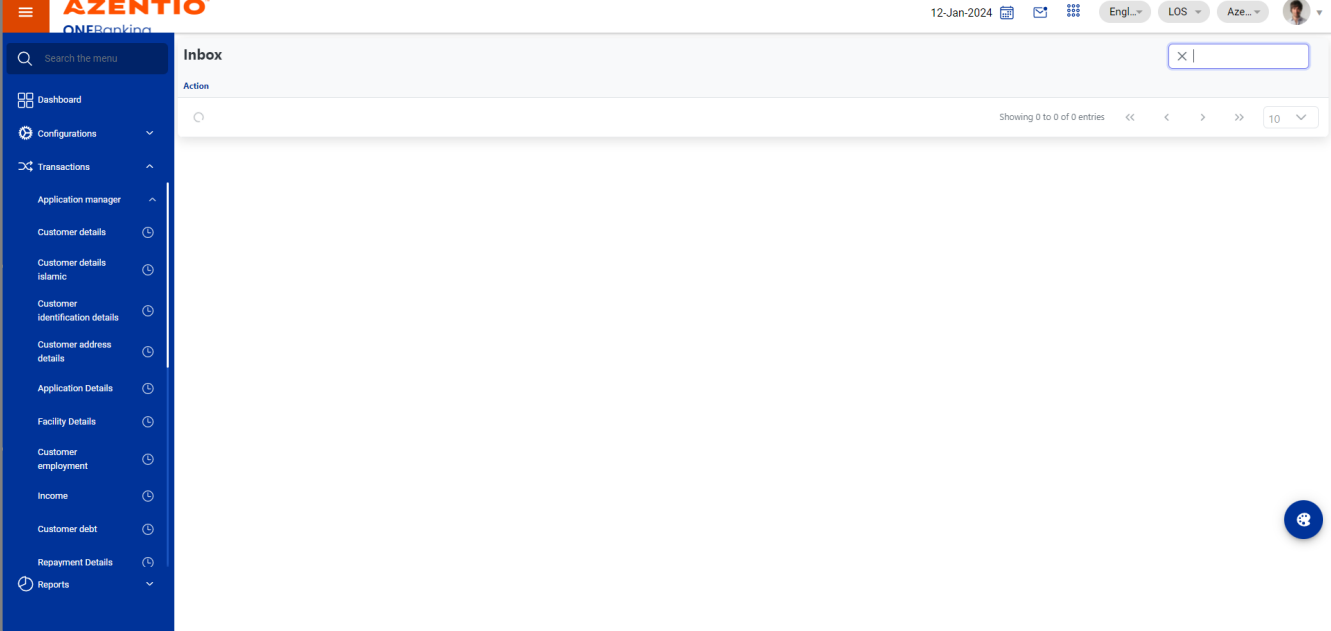 AZENTIO
ONEBanking
12-Jan-2024
Engl...
LOS
Aze...
Search the menu
Dashboard
Configurations
Transactions
Application manager
Customer details
Customer details
islamic
Customer
identification details
Customer address
details
Application Details
Facility Details
Customer
employment
Income
Customer debt
Repayment Details
Reports
Inbox
Action
Showing 0 to 0 of 0 entries
10